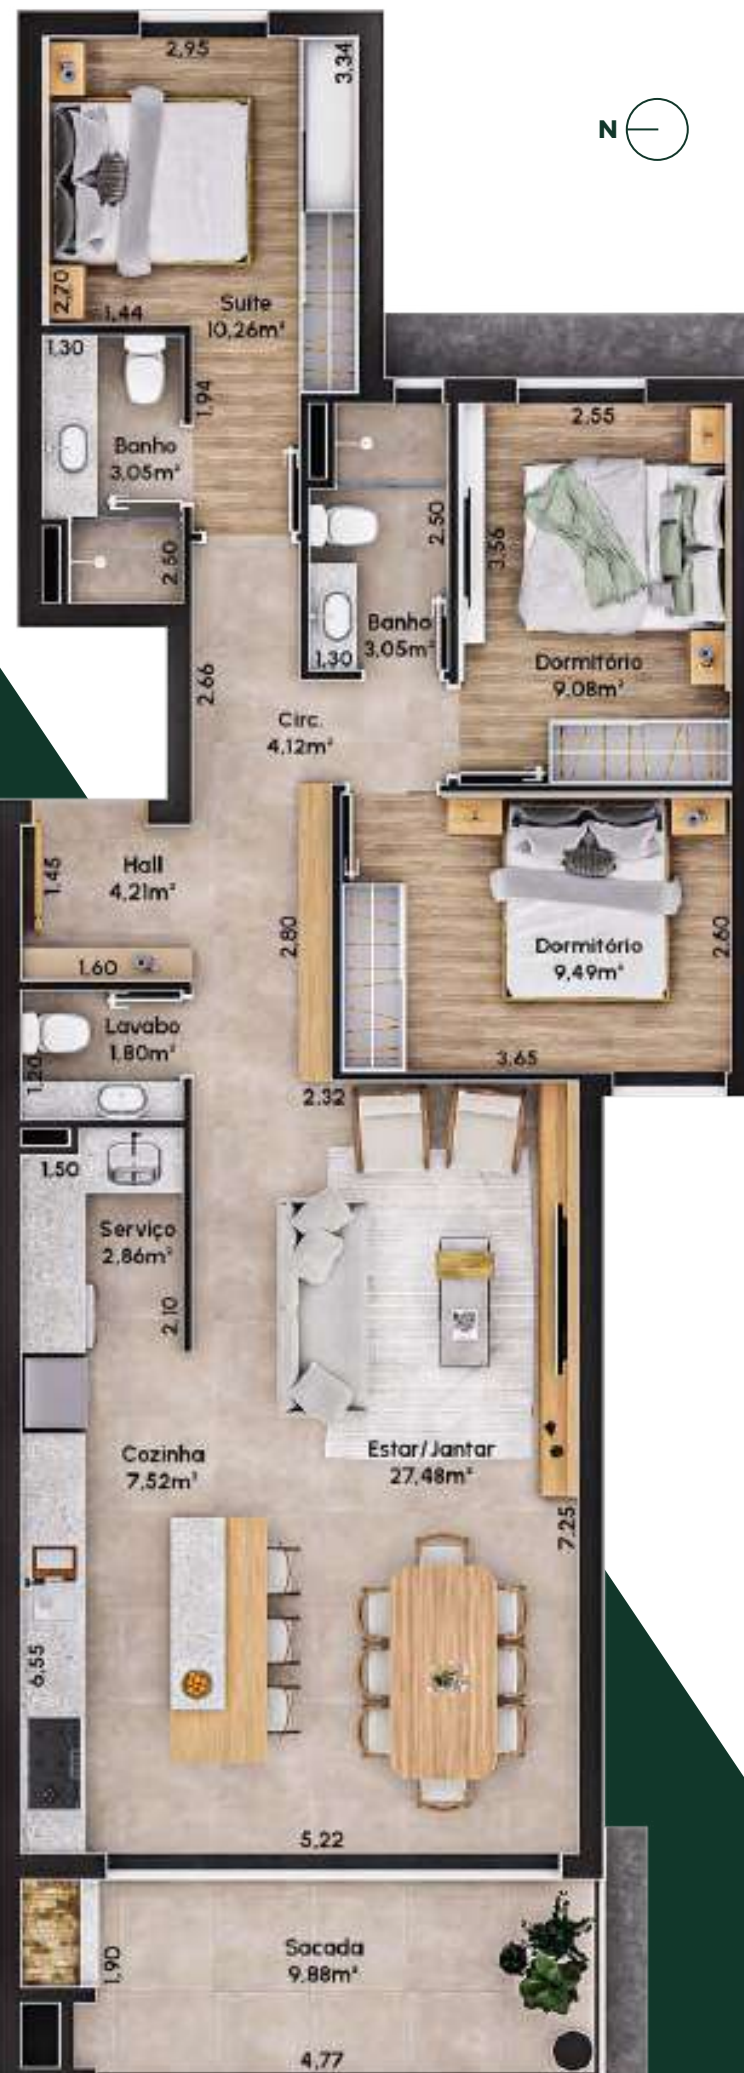 2,95
3,34
N
2,70
1,44
Suíte
10,26m²
1,30
1,94
2,55
Banho
3,05m²
2,50
3,56
2,50
Banho
3,05m²
1,30
Dormitório
9,08m²
2,66
Circ.
4,12m²
1,45
Hall
4,21m²
2,80
2,60
Dormitório
9,49m²
1,60
Lavabo
1,80m²
1,20
3,65
2,32
1,50
Serviço
2,86m²
2,10
Cozinha
7,52m²
Estar/Jantar
27,48m²
7,25
6,55
5,22
Sacada
9,88m²
1,90
4,77